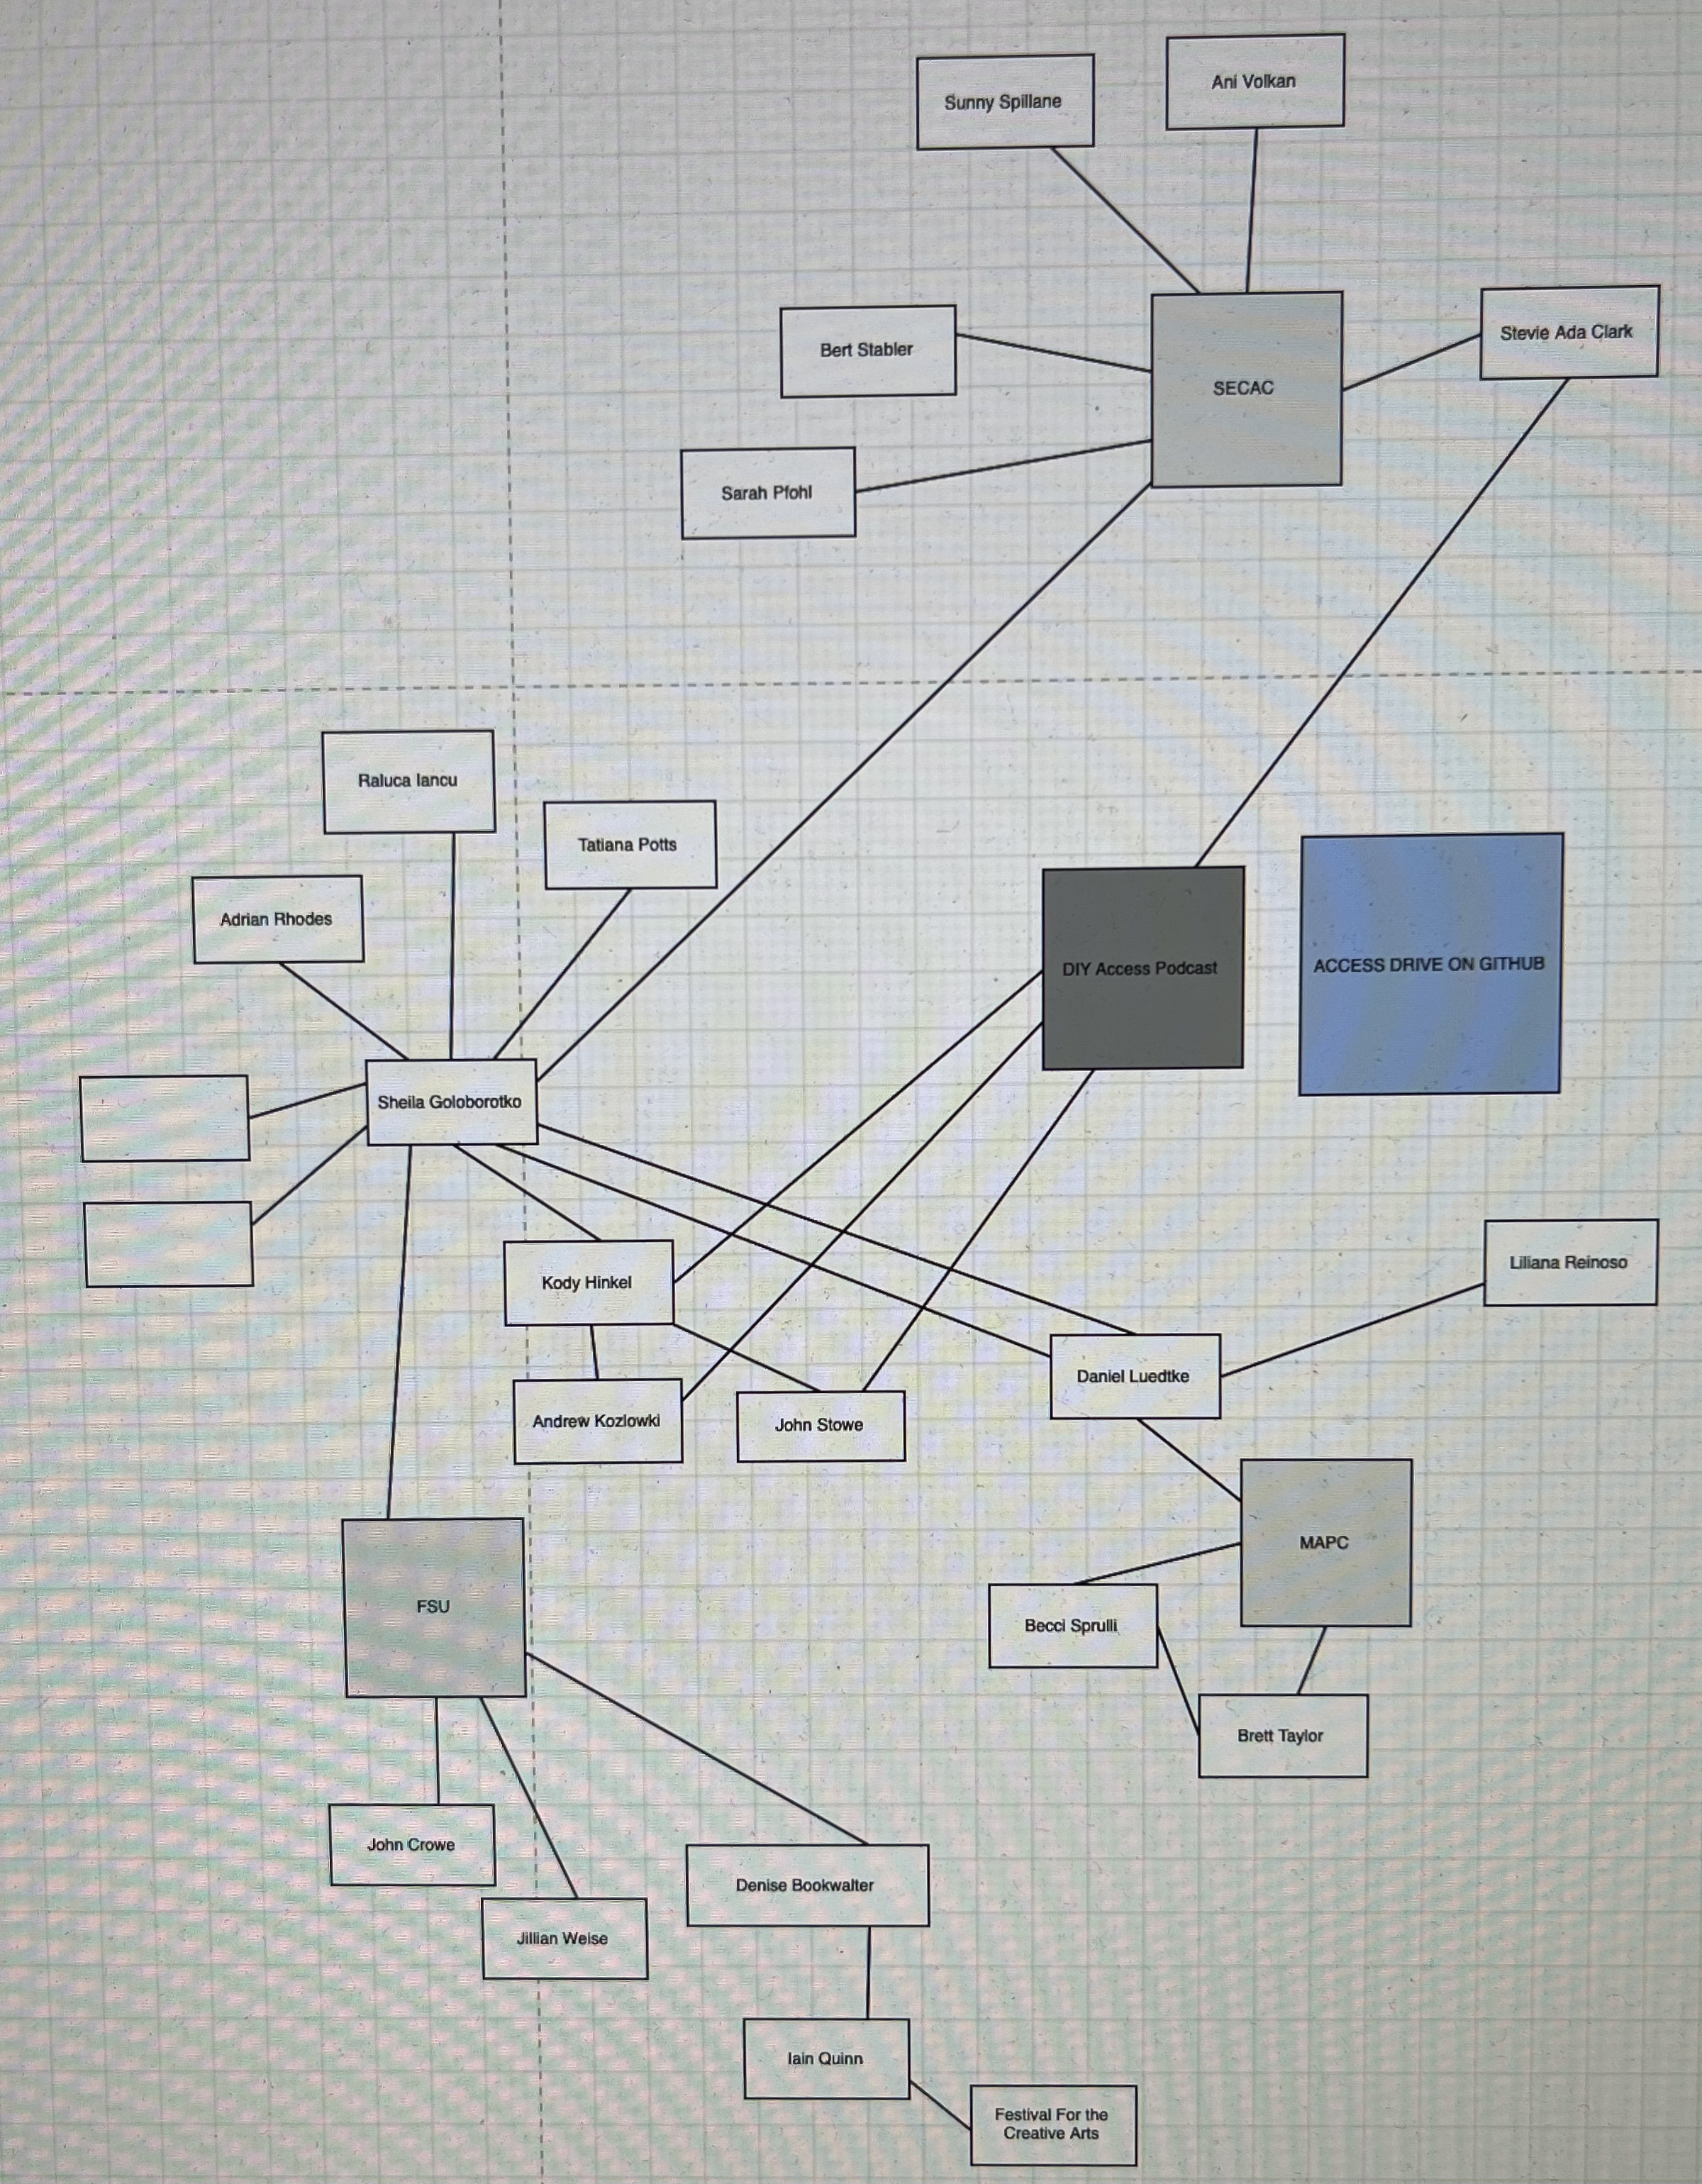 Ani Volkan
Sunny Spillane
Stevie Ada Clark
Bert Stabler
SECAC
Sarah Pfohl
Raluca Iancu
Tatiana Potts
Adrian Rhodes
DIY Access Podcast
ACCESS DRIVE ON GITHUB
Sheila Goloborotko
Liliana Reinoso
Kody Hinkel
Daniel Luedtke
Andrew Kozlowki
John Stowe
MAPC
FSU
Becci Sprulli
Brett Taylor
John Crowe
Denise Bookwalter
Jillian Weise
Iain Quinn
Festival For the
Creative Arts